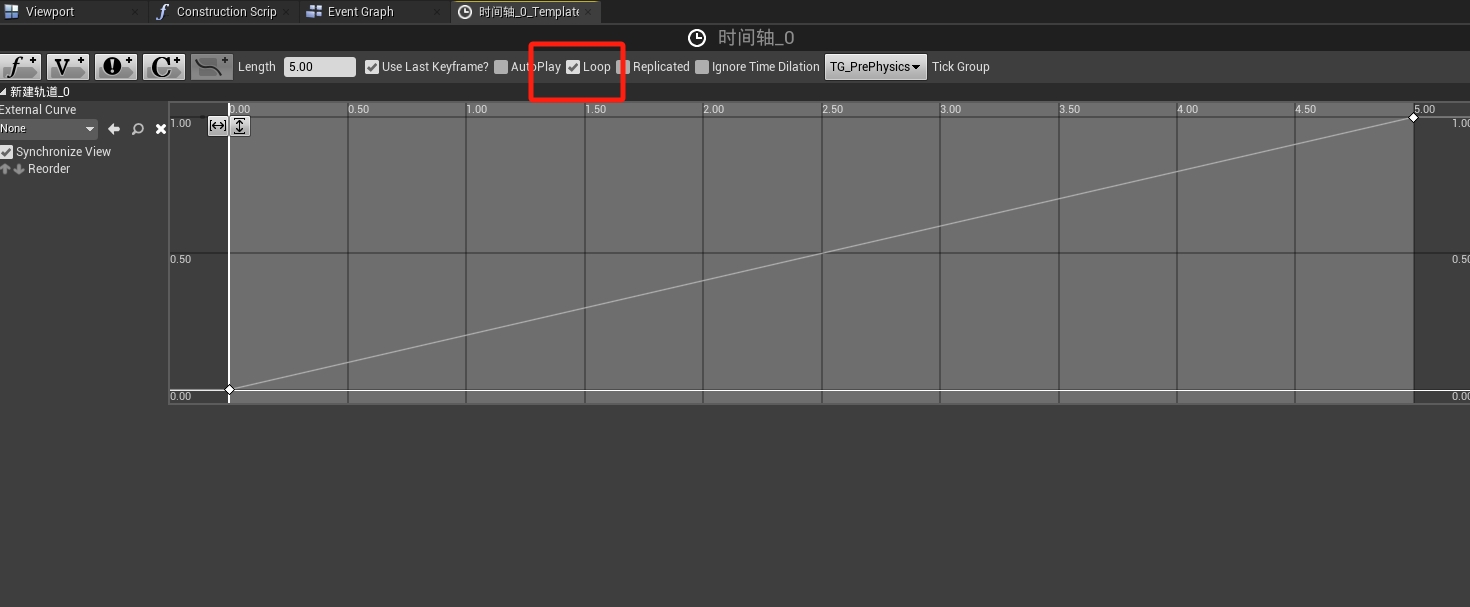 Viewport Construction Scrip Event Graph 时间轴_0_Template
时间轴_0
f V C Length 5.00 Use Last Keyframe? AutoPlay Loop Replicated Ignore Time Dilation TG_PrePhysics Tick Group
新建轨道_0
External Curve
None
Synchronize View
Reorder
0.00 0.50 1.00 1.50 2.00 2.50 3.00 3.50 4.00 4.50 5.00
1.00 1.00
0.50 0.50
0.00 0.00